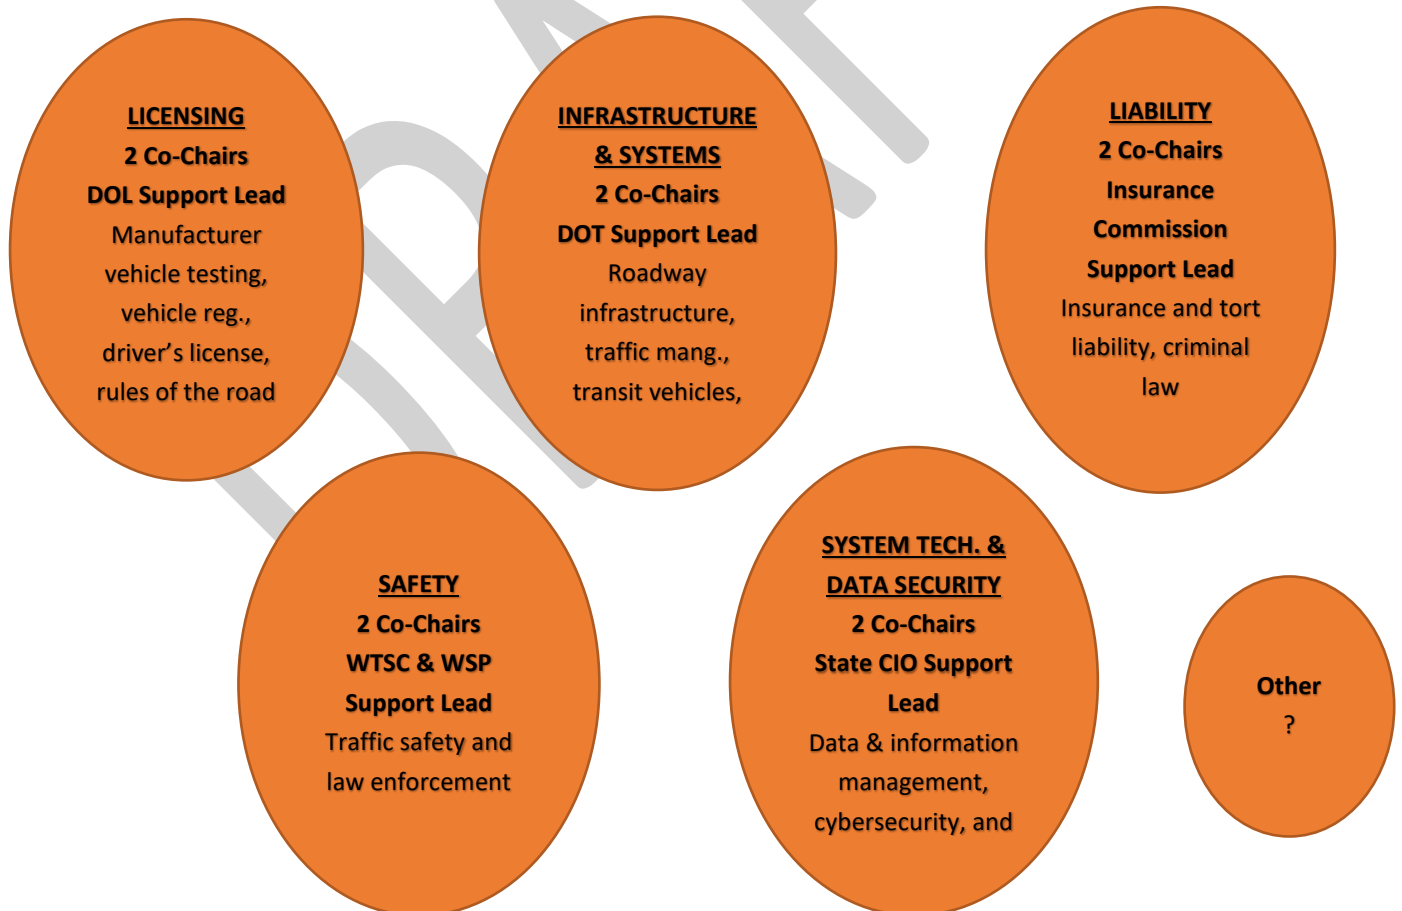 LICENSING
2 Co-Chairs
DOL Support Lead
Manufacturer
vehicle testing,
vehicle reg.,
driver’s license,
rules of the road
INFRASTRUCTURE
& SYSTEMS
2 Co-Chairs
DOT Support Lead
Roadway
infrastructure,
traffic mang.,
transit vehicles,
LIABILITY
2 Co-Chairs
Insurance
Commission
Support Lead
Insurance and tort
liability, criminal
law
SAFETY
2 Co-Chairs
WTSC & WSP
Support Lead
Traffic safety and
law enforcement
SYSTEM TECH. &
DATA SECURITY
2 Co-Chairs
State CIO Support
Lead
Data & information
management,
cybersecurity, and
Other
?